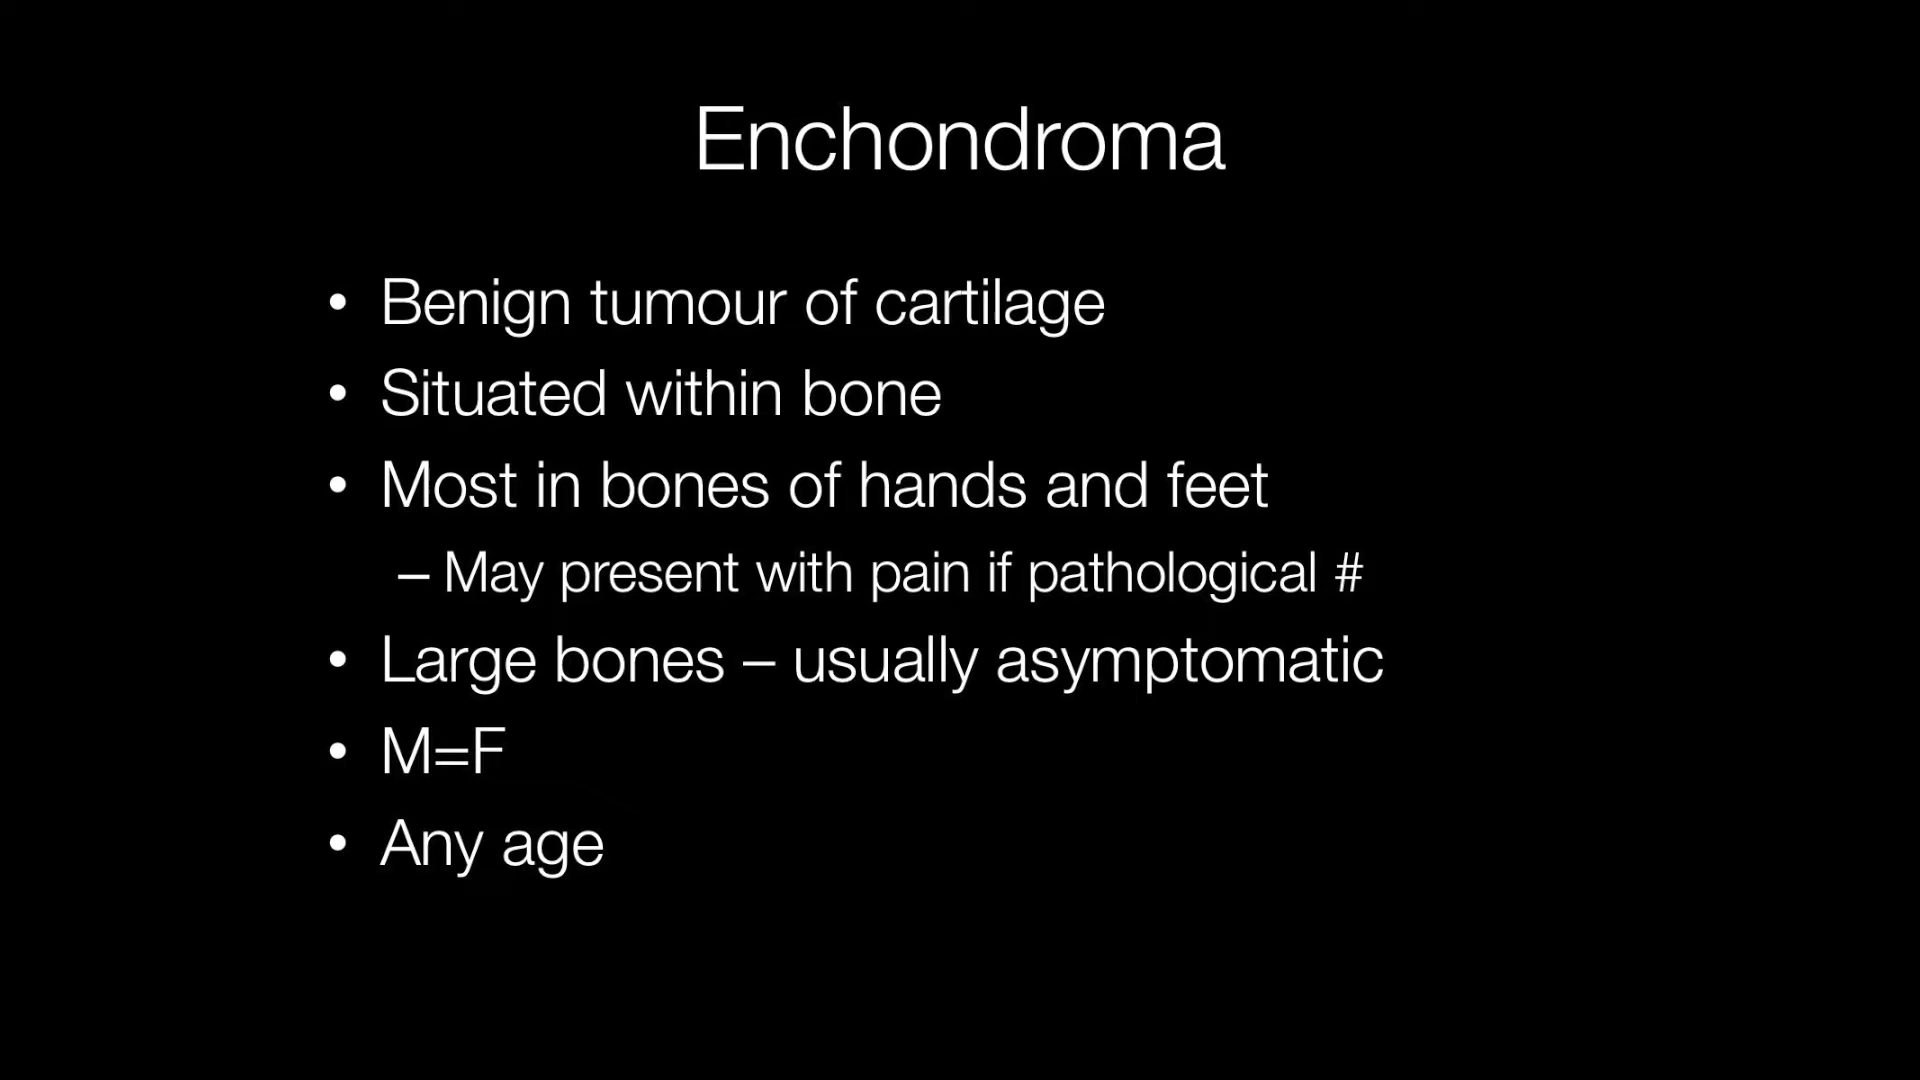 Enchondroma
• Benign tumour of cartilage
• Situated within bone
• Most in bones of hands and feet
– May present with pain if pathological #
• Large bones – usually asymptomatic
• M=F
• Any age